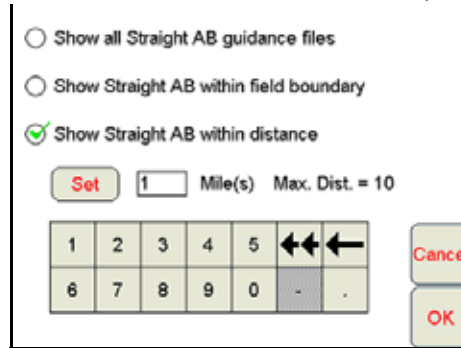 Show all Straight AB guidance files
Show Straight AB within field boundary
Show Straight AB within distance
Set 1 Mile(s) Max. Dist. = 10
1 2 3 4 5
6 7 8 9 0 - .
Cance
OK